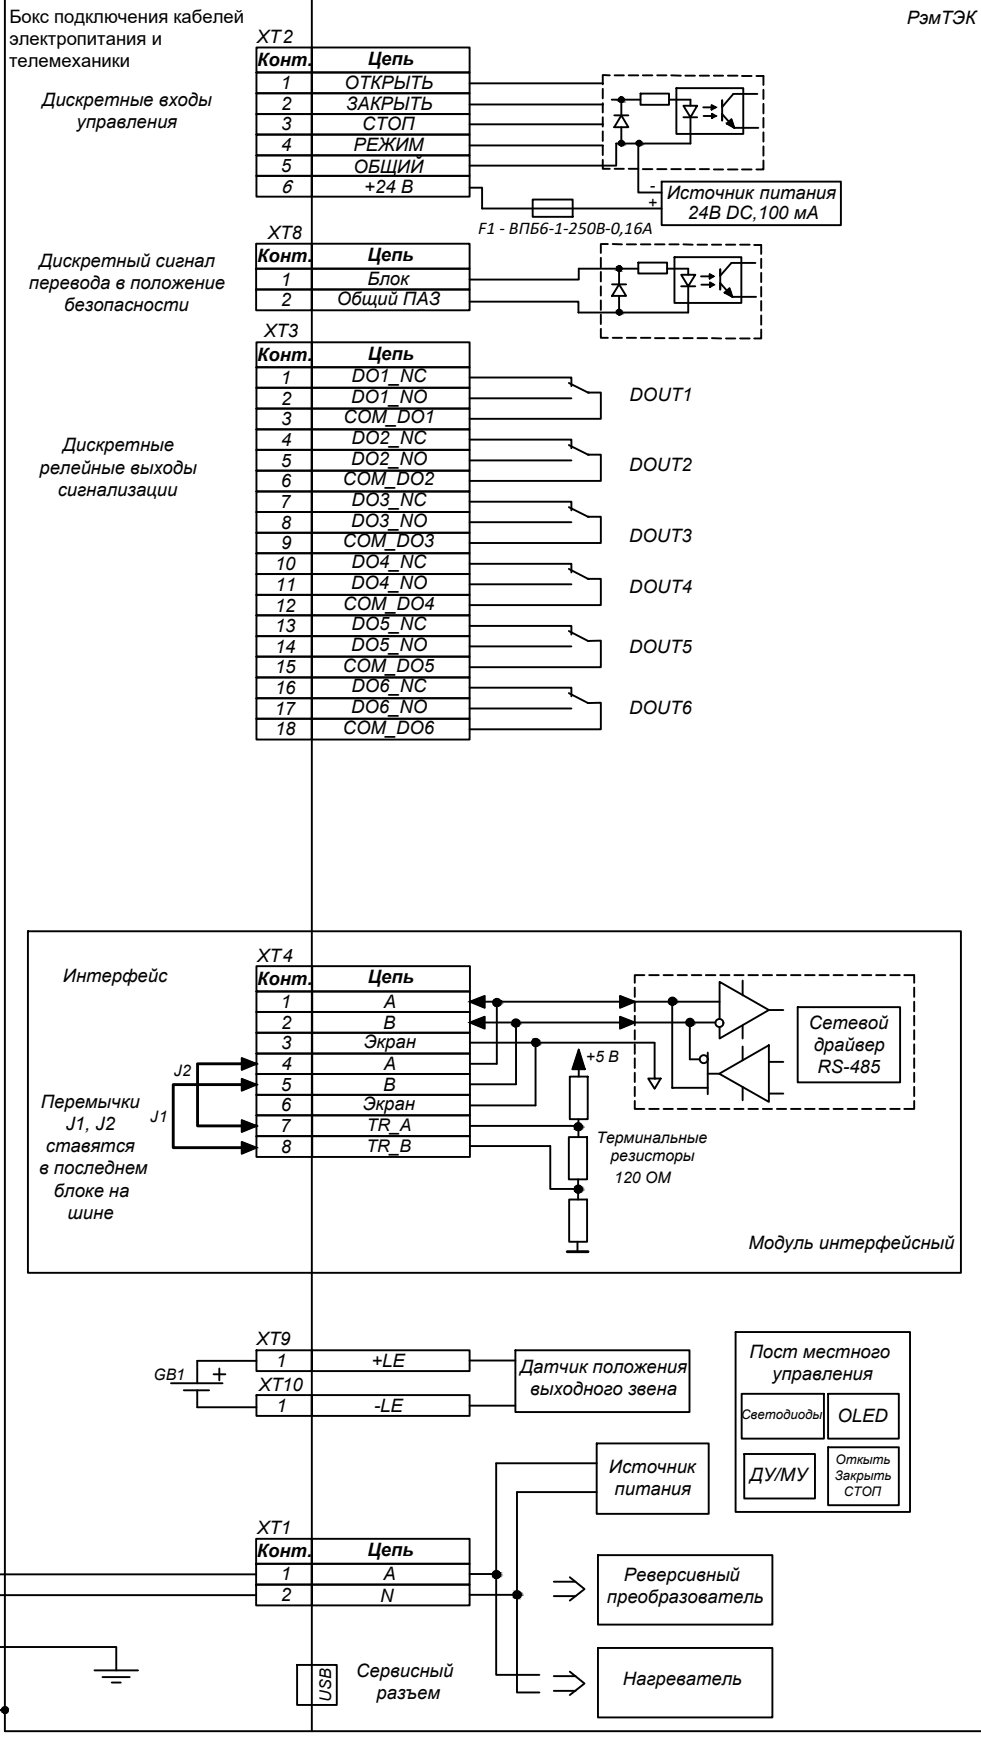 Бокс подключения кабелей
электропитания и
телемеханики
РэмТЭК
XT2
Конт. Цепь
Дискретные входы
управления
1 ОТКРЫТЬ
2 ЗАКРЫТЬ
3 СТОП
4 РЕЖИМ
5 ОБЩИЙ
6 +24 В
-
+
Источник питания
24В DC,100 мА
F1 - ВПБ6-1-250В-0,16А
XT8
Конт. Цепь
Дискретный сигнал
перевода в положение
безопасности
1 Блок
2 Общий ПАЗ
XT3
Конт. Цепь
Дискретные
релейные выходы
сигнализации
1 DO1_NC
2 DO1_NO
3 COM_DO1
DOUT1
4 DO2_NC
5 DO2_NO
6 COM_DO2
DOUT2
7 DO3_NC
8 DO3_NO
9 COM_DO3
DOUT3
10 DO4_NC
11 DO4_NO
12 COM_DO4
DOUT4
13 DO5_NC
14 DO5_NO
15 COM_DO5
DOUT5
16 DO6_NC
17 DO6_NO
18 COM_DO6
DOUT6
XT4
Интерфейс
Конт. Цепь
1 A
2 B
3 Экран
4 A
5 B
6 Экран
7 TR_A
8 TR_B
J2
J1
Перемычки
J1, J2
ставятся
в последнем
блоке на
шине
+5 В
Сетевой
драйвер
RS-485
Терминальные
резисторы
120 ОМ
Модуль интерфейсный
XT9
1 +LE
GB1 +
XT10
1 -LE
Датчик положения
выходного звена
Пост местного
управления
Светодиоды
OLED
ДУ/МУ
Откыть
Закрыть
СТОП
Источник
питания
XT1
Конт. Цепь
1 A
2 N
Реверсивный
преобразователь
USB
Сервисный
разъем
Нагреватель